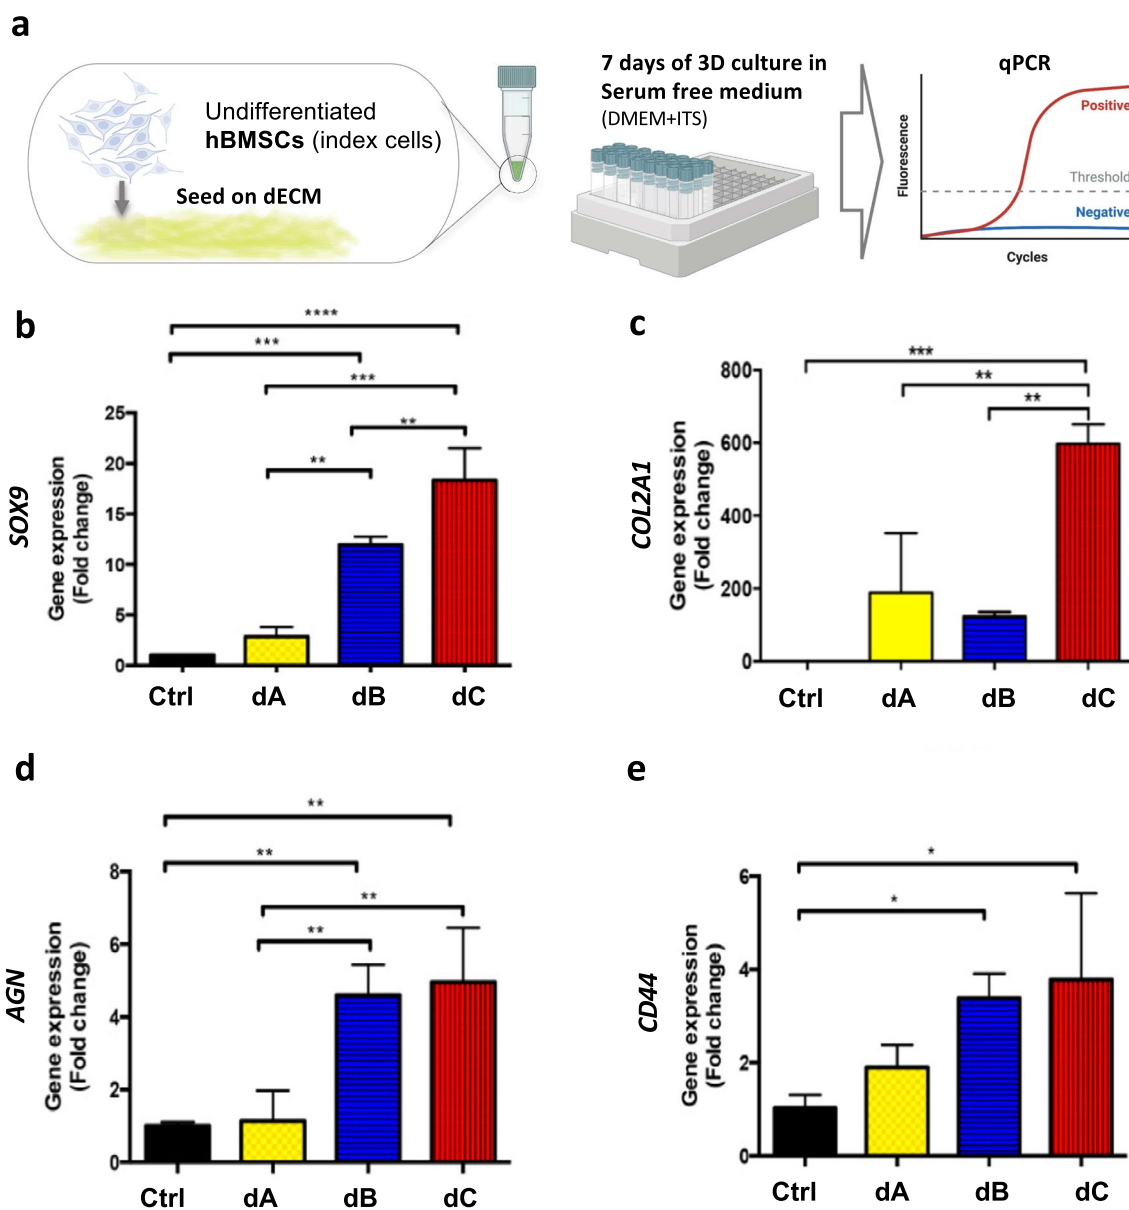 a
Undifferentiated
hBMSCs (index cells)
Seed on dECM
7 days of 3D culture in
Serum free medium
(DMEM+ITS)
qPCR
Positive
Threshold
Negative
Fluorescence
Cycles
b
****
***
***
**
**
SOX9
Gene expression
(Fold change)
25
20
15
10
5
0
Ctrl dA dB dC
c
***
**
**
COL2A1
Gene expression
(Fold change)
800
600
400
200
0
Ctrl dA dB dC
d
**
**
**
**
AGN
Gene expression
(Fold change)
8
6
4
2
0
Ctrl dA dB dC
e
*
*
CD44
Gene expression
(Fold change)
6
4
2
0
Ctrl dA dB dC